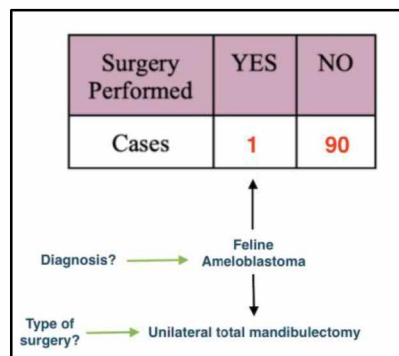 Surgery YES NO
Performed
Cases 1 90
Feline
Diagnosis? Ameloblastoma
Type of
surgery? Unilateral total mandibulectomy